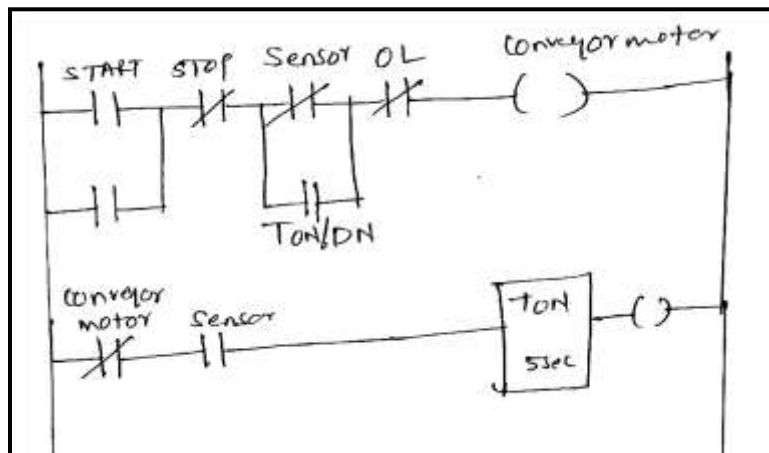 START STOP Sensor OL Conveyor motor
TON/DN
Conveyor
motor Sensor
TON
5sec